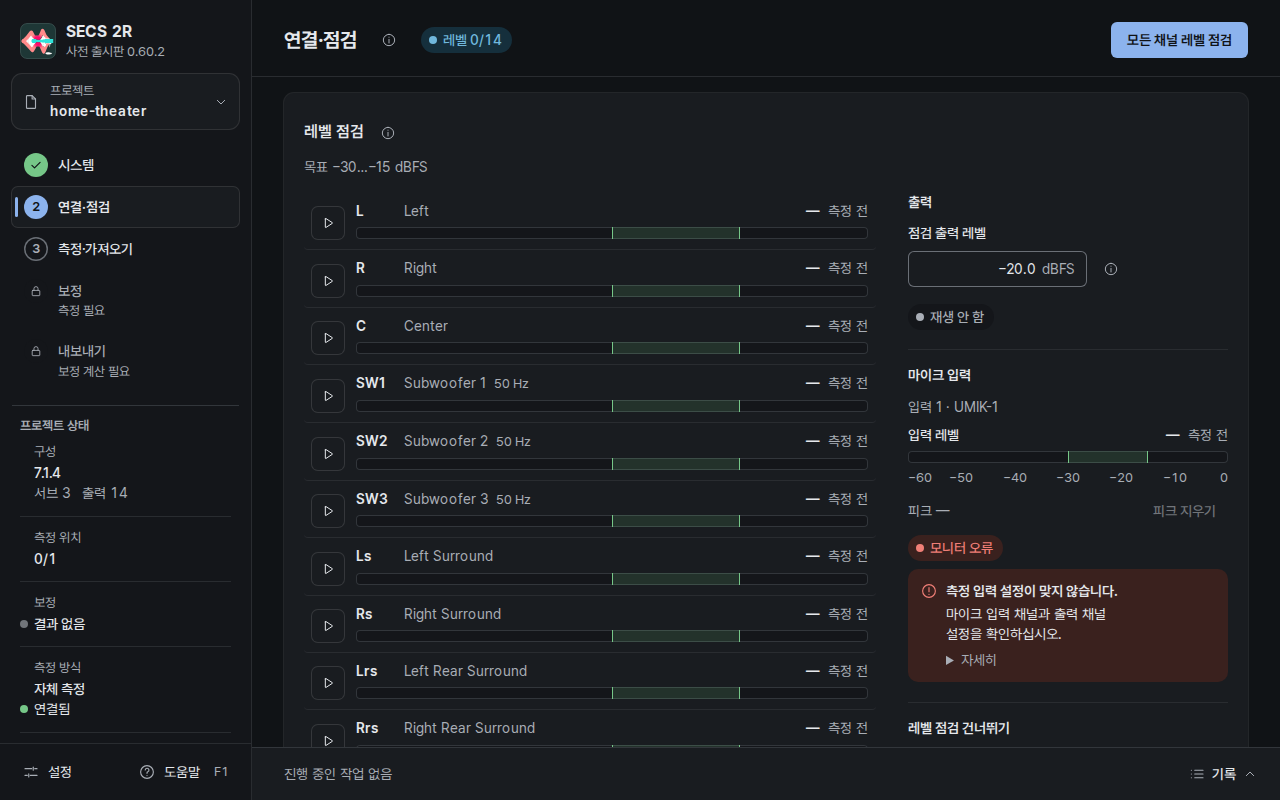 SECS 2R
사전 출시판 0.60.2
프로젝트
home-theater
시스템
2 연결·점검
3 측정·가져오기
보정
측정 필요
내보내기
보정 계산 필요
프로젝트 상태
구성
7.1.4
서브 3 출력 14
측정 위치
0/1
보정
결과 없음
측정 방식
자체 측정
연결됨
설정
도움말 F1
연결·점검
레벨 0/14
모든 채널 레벨 점검
레벨 점검
목표 −30…−15 dBFS
L Left — 측정 전
R Right — 측정 전
C Center — 측정 전
SW1 Subwoofer 1 50 Hz — 측정 전
SW2 Subwoofer 2 50 Hz — 측정 전
SW3 Subwoofer 3 50 Hz — 측정 전
Ls Left Surround — 측정 전
Rs Right Surround — 측정 전
Lrs Left Rear Surround — 측정 전
Rrs Right Rear Surround — 측정 전
출력
점검 출력 레벨
−20.0 dBFS
재생 안 함
마이크 입력
입력 1 · UMIK-1
입력 레벨 — 측정 전
−60 −50 −40 −30 −20 −10 0
피크 — 피크 지우기
모니터 오류
측정 입력 설정이 맞지 않습니다.
마이크 입력 채널과 출력 채널
설정을 확인하십시오.
자세히
레벨 점검 건너뛰기
진행 중인 작업 없음
기록